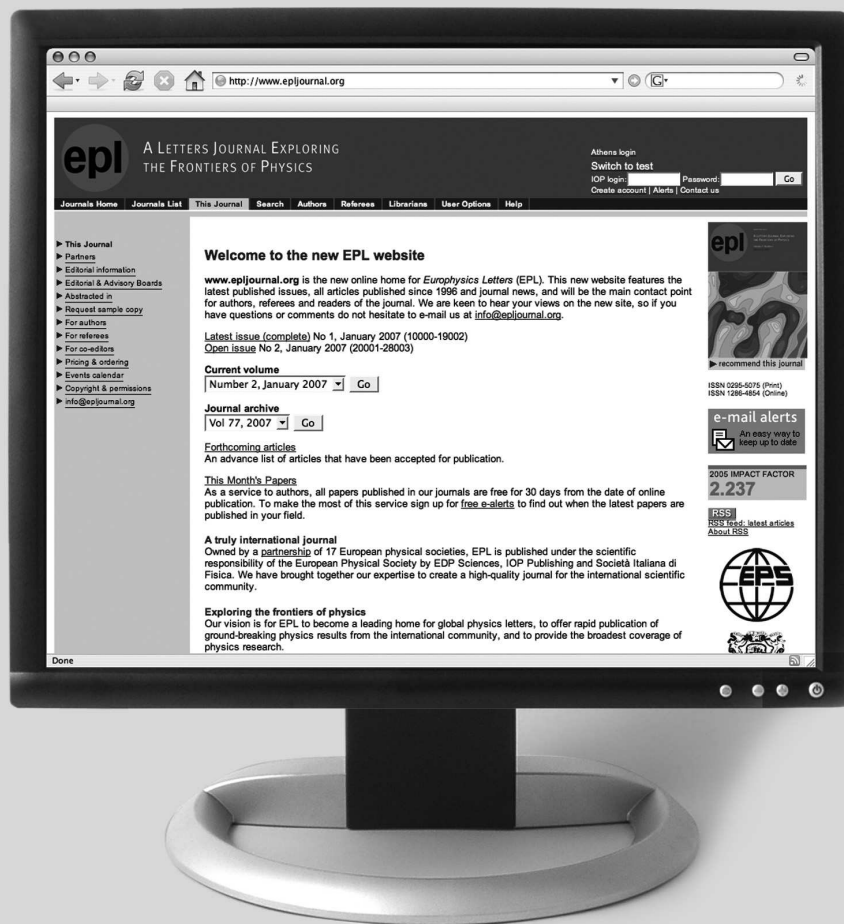 http://www.epljournal.org
G
epl
A LETTERS JOURNAL EXPLORING
THE FRONTIERS OF PHYSICS
Athens login
Switch to test
IOP login: Password: Go
Create account | Alerts | Contact us
Journals Home Journals List This Journal Search Authors Referees Librarians User Options Help
This Journal
Partners
Editorial information
Editorial & Advisory Boards
Abstracted in
Request sample copy
For authors
For referees
For co-editors
Pricing & ordering
Events calendar
Copyright & permissions
info@epljournal.org
Welcome to the new EPL website
www.epljournal.org is the new online home for Europhysics Letters (EPL). This new website features the
latest published issues, all articles published since 1996 and journal news, and will be the main contact point
for authors, referees and readers of the journal. We are keen to hear your views on the new site, so if you
have questions or comments do not hesitate to e-mail us at info@epljournal.org.
Latest issue (complete) No 1, January 2007 (10000-19002)
Open issue No 2, January 2007 (20001-28003)
Current volume
Number 2, January 2007 Go
Journal archive
Vol 77, 2007 Go
Forthcoming articles
An advance list of articles that have been accepted for publication.
This Month's Papers
As a service to authors, all papers published in our journals are free for 30 days from the date of online
publication. To make the most of this service sign up for free e-alerts to find out when the latest papers are
published in your field.
A truly international journal
Owned by a partnership of 17 European physical societies, EPL is published under the scientific
responsibility of the European Physical Society by EDP Sciences, IOP Publishing and Società Italiana di
Fisica. We have brought together our expertise to create a high-quality journal for the international scientific
community.
Exploring the frontiers of physics
Our vision is for EPL to become a leading home for global physics letters, to offer rapid publication of
ground-breaking physics results from the international community, and to provide the broadest coverage of
physics research.
epl
recommend this journal
ISSN 0295-5075 (Print)
ISSN 1286-4854 (Online)
e-mail alerts
An easy way to
keep up to date
2005 IMPACT FACTOR
2.237
RSS
RSS feed: latest articles
About RSS
EPS
Done